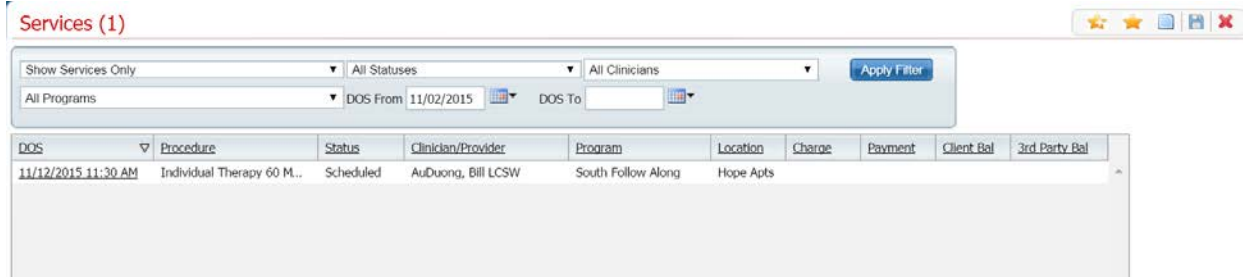 Services (1)
Show Services Only All Statuses All Clinicians Apply Filter
All Programs DOS From 11/02/2015 DOS To
DOS Procedure Status Clinician/Provider Program Location Charge Payment Client Bal 3rd Party Bal
11/12/2015 11:30 AM Individual Therapy 60 M... Scheduled AuDuong, Bill LCSW South Follow Along Hope Apts